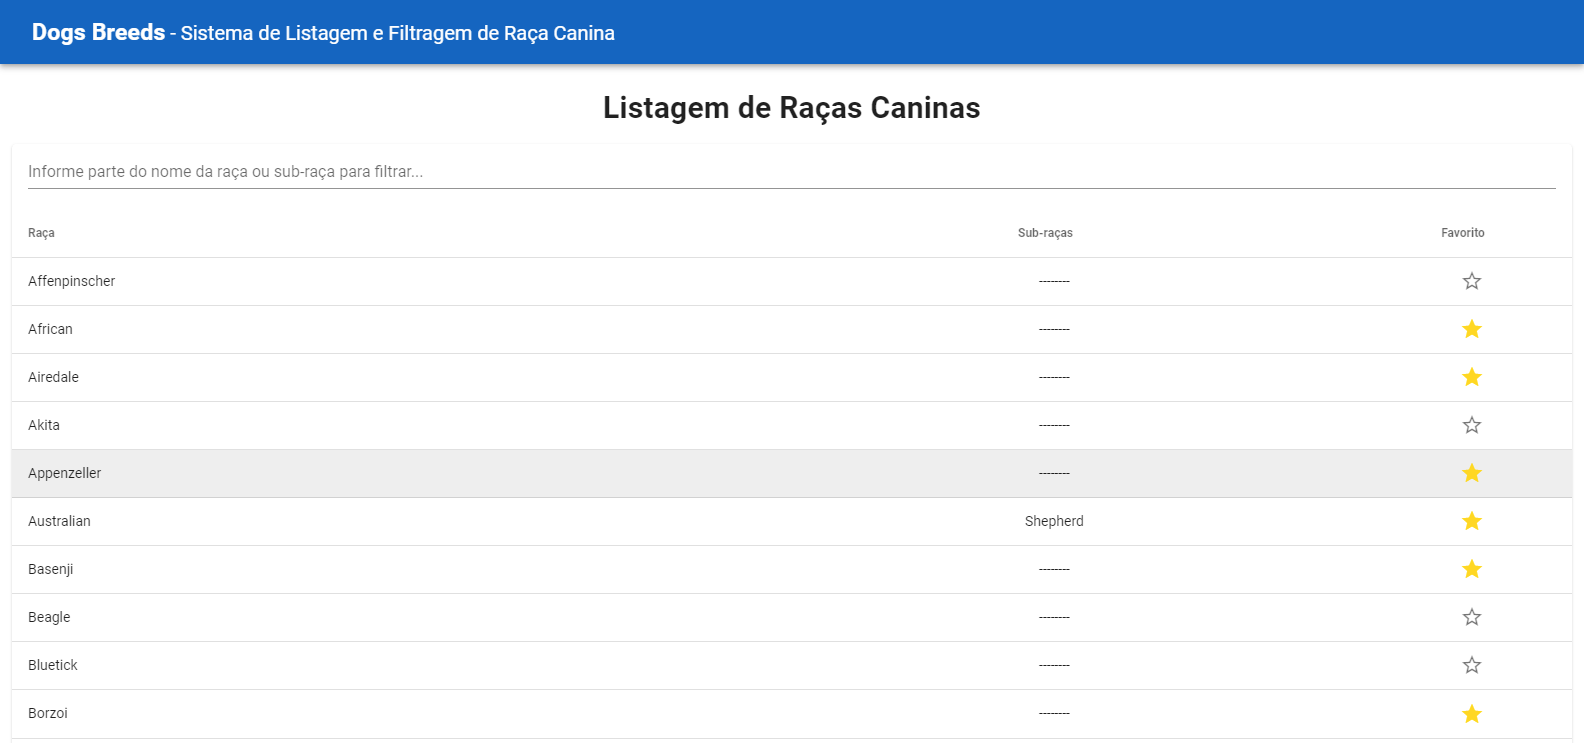 Dogs Breeds - Sistema de Listagem e Filtragem de Raça Canina
Listagem de Raças Caninas
Informe parte do nome da raça ou sub-raça para filtrar...
Raça Sub-raças Favorito
Affenpinscher --------
African --------
Airedale --------
Akita --------
Appenzeller --------
Australian Shepherd
Basenji --------
Beagle --------
Bluetick --------
Borzoi --------